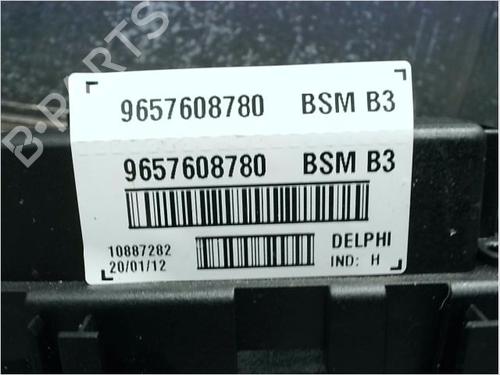 9657608780 BSM B3
9657608780 BSM B3
10887282
20/01/12
DELPHI
IND: H
B-PARTS